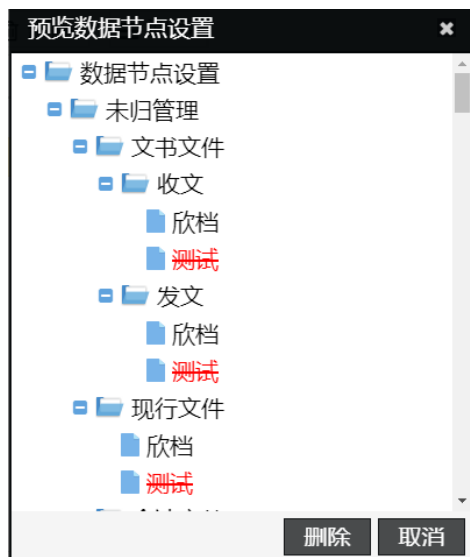 预览数据节点设置
数据节点设置
未归管理
文书文件
收文
欣档
测试
发文
欣档
测试
现行文件
欣档
测试
删除 取消